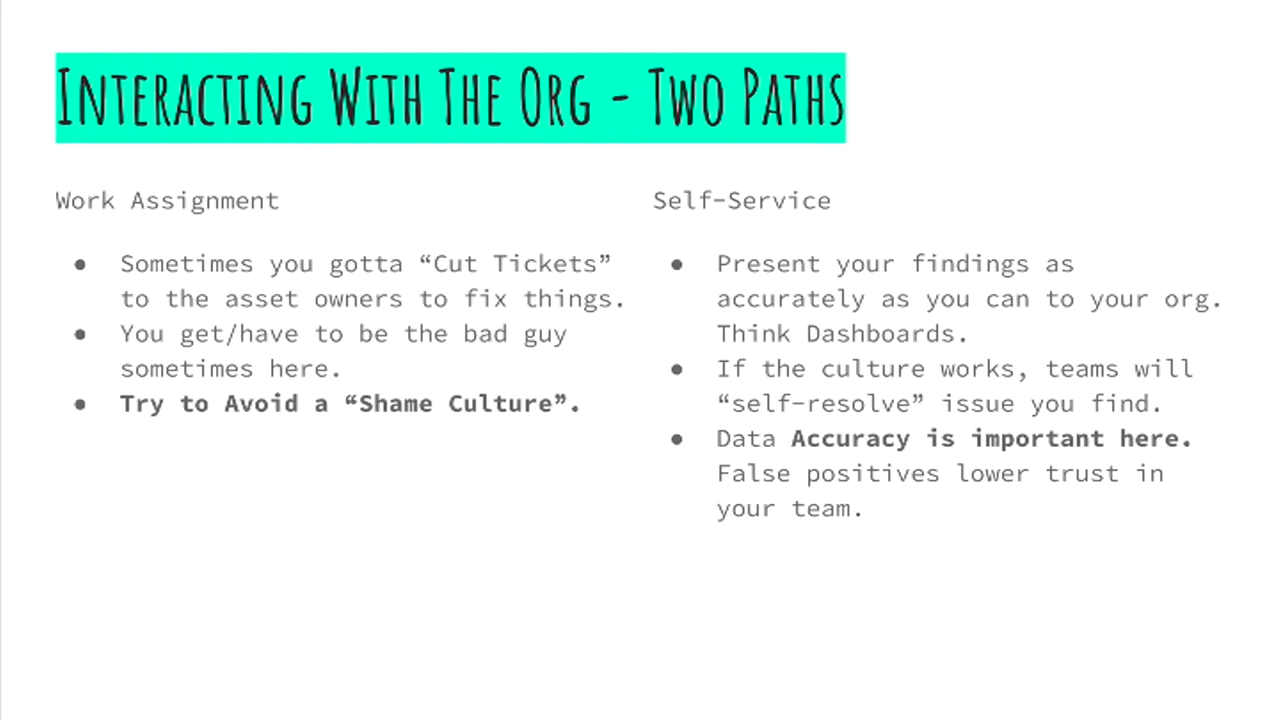 Interacting With The Org - Two Paths
Work Assignment
● Sometimes you gotta “Cut Tickets”
to the asset owners to fix things.
● You get/have to be the bad guy
sometimes here.
● Try to Avoid a “Shame Culture”.
Self-Service
● Present your findings as
accurately as you can to your org.
Think Dashboards.
● If the culture works, teams will
“self-resolve” issue you find.
● Data Accuracy is important here.
False positives lower trust in
your team.